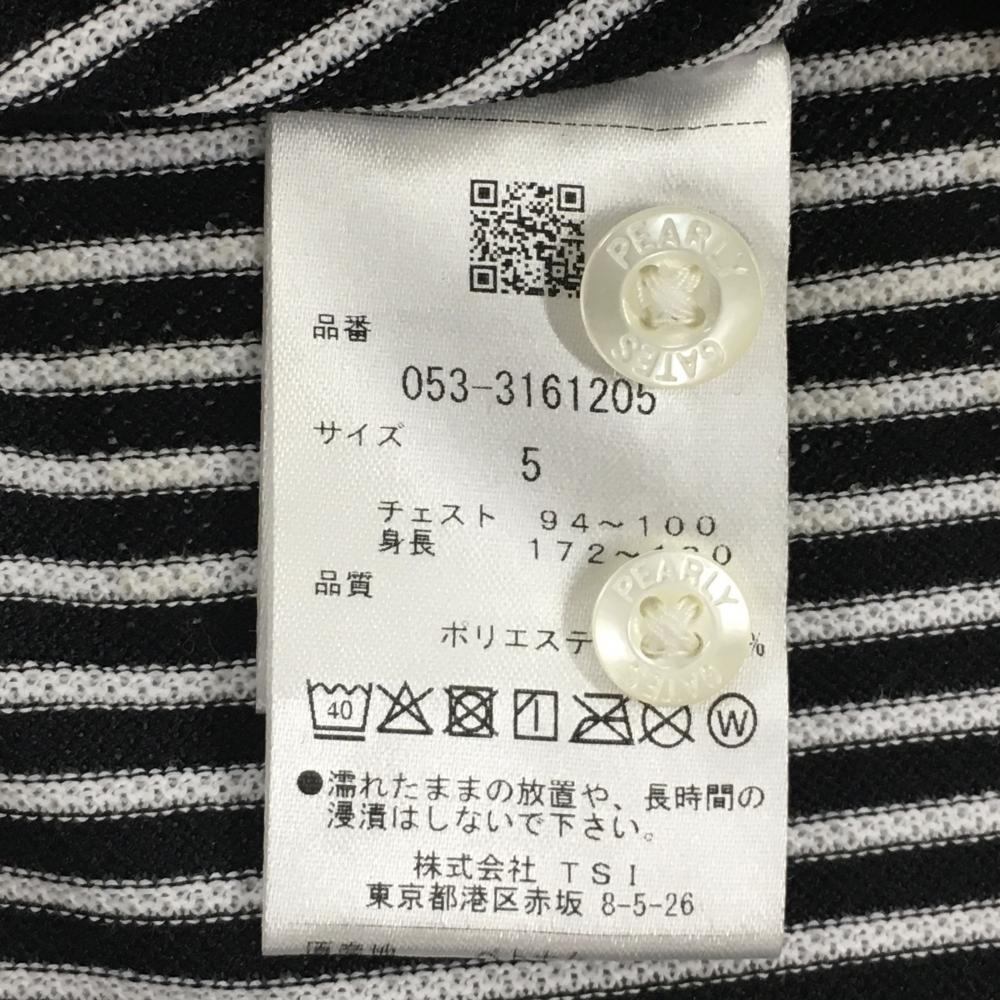 PEARLY
GATES
品番
053-3161205
サイズ
5
チェスト 94～100
身長 172～
品質
ポリエステ %
PEARLY
GATES
40
W
●濡れたままの放置や、長時間の
浸漬はしないで下さい。
株式会社 TSI
東京都港区赤坂 8-5-26